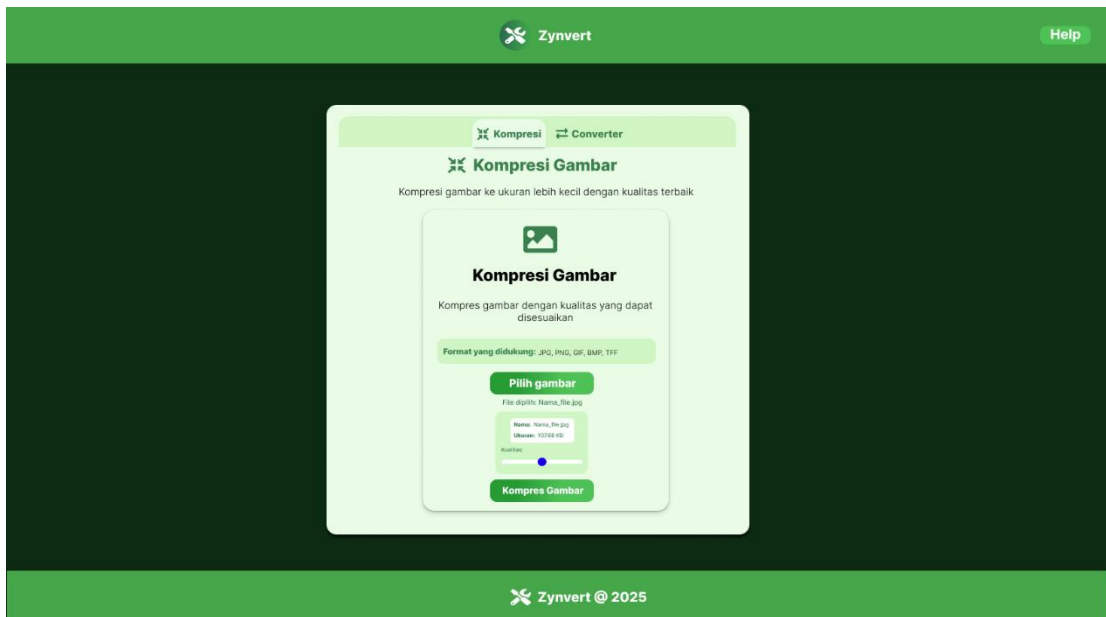 Zynvert
Help
Kompresi Converter
Kompresi Gambar
Kompresi gambar ke ukuran lebih kecil dengan kualitas terbaik
Kompresi Gambar
Kompres gambar dengan kualitas yang dapat
disesuaikan
Format yang didukung: JPG, PNG, GIF, BMP, TFF
Pilih gambar
File dipilih: Nama_file.jpg
Nama: Nama_file.jpg
Ukuran: 107.88 KB
Kualitas:
Kompres Gambar
Zynvert @ 2025